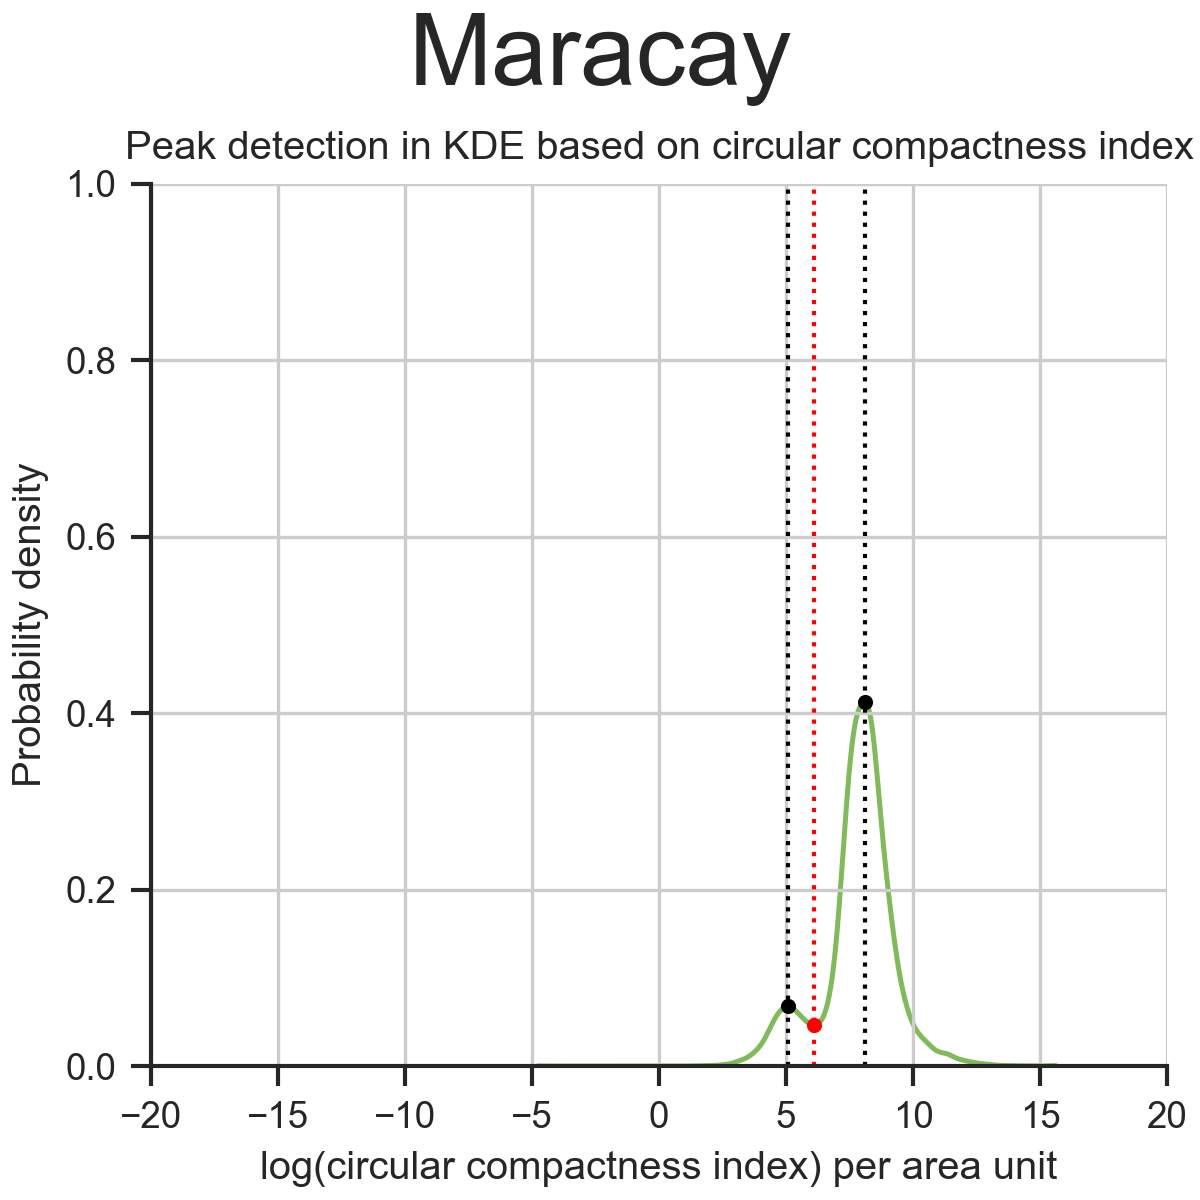 Maracay
Peak detection in KDE based on circular compactness index
1.0
0.8
0.6
0.4
0.2
0.0
Probability density
−20 −15 −10 −5 0 5 10 15 20
log(circular compactness index) per area unit